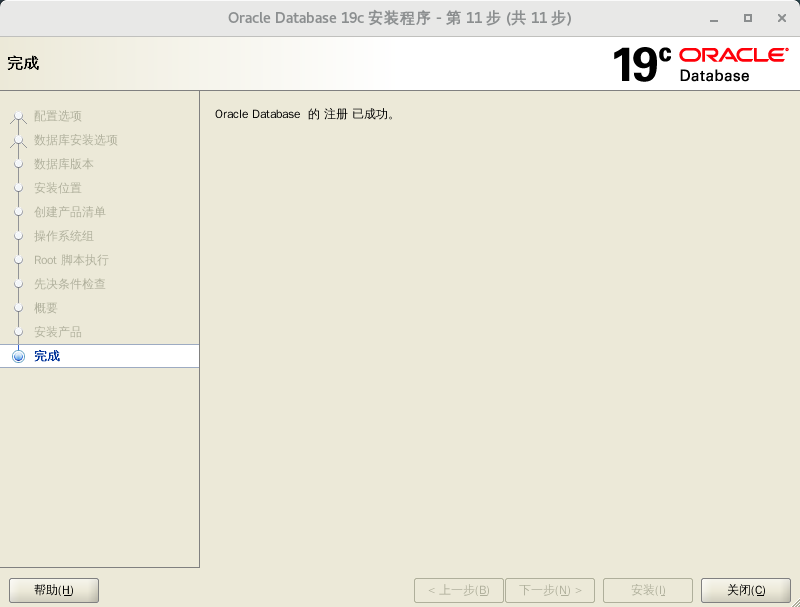 Oracle Database 19c 安装程序 - 第 11 步 (共 11 步)
完成
19c ORACLE
Database
配置选项
数据库安装选项
数据库版本
安装位置
创建产品清单
操作系统组
Root 脚本执行
先决条件检查
概要
安装产品
完成
Oracle Database 的 注册 已成功。
帮助(H)
< 上一步(B)
下一步(N) >
安装(I)
关闭(C)